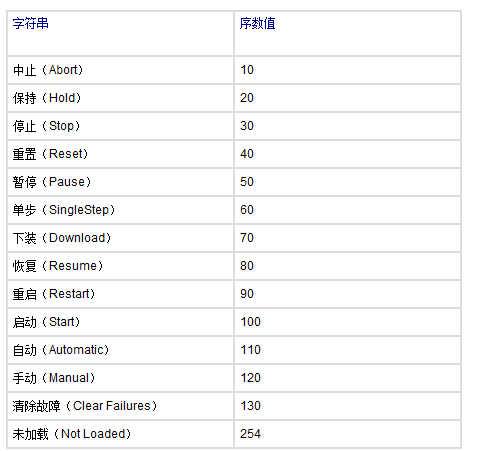 字符串 序数值
中止（Abort） 10
保持（Hold） 20
停止（Stop） 30
重置（Reset） 40
暂停（Pause） 50
单步（SingleStep） 60
下装（Download） 70
恢复（Resume） 80
重启（Restart） 90
启动（Start） 100
自动（Automatic） 110
手动（Manual） 120
清除故障（Clear Failures） 130
未加载（Not Loaded） 254